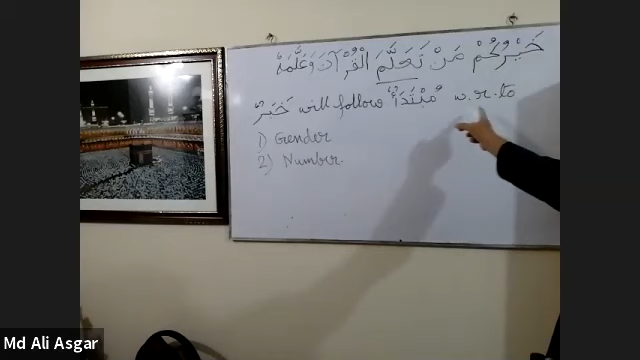 خَيْرُكُمْ مَنْ تَعَلَّمَ الْقُرْآنَ وَعَلَّمَهُ
خَبَرٌ will follow مُبْتَدَأٌ w.r.to
1) Gender
2) Number.
Md Ali Asgar